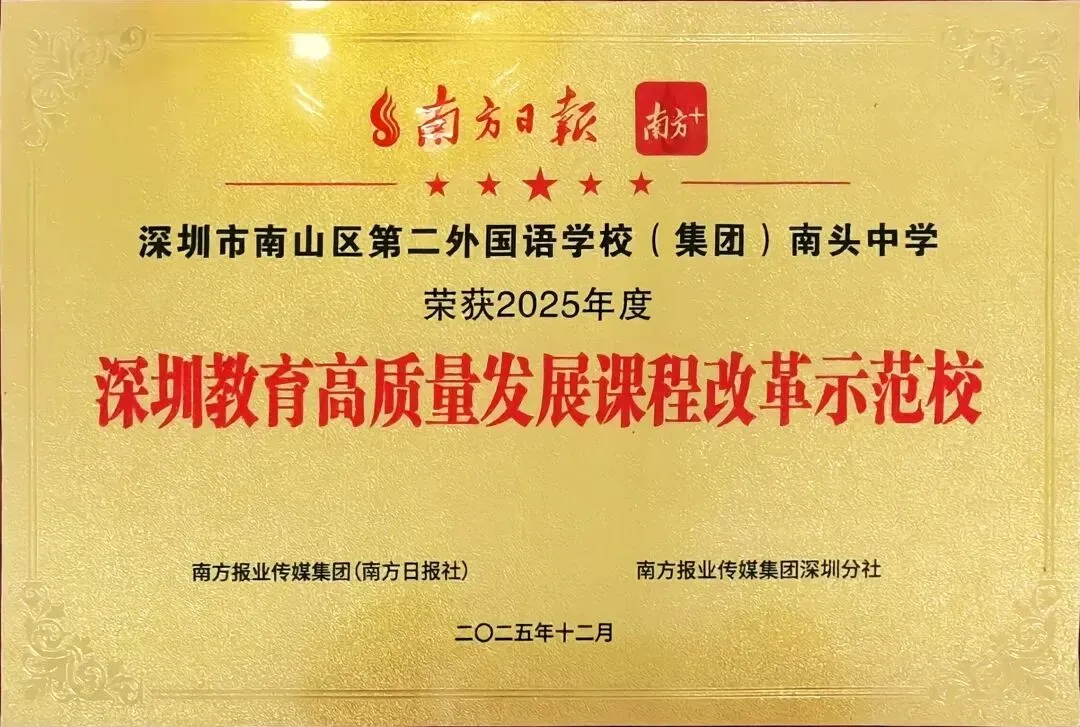 南方日报 南方+
深圳市南山区第二外国语学校（集团）南头中学
荣获2025年度
深圳教育高质量发展课程改革示范校
南方报业传媒集团(南方日报社) 南方报业传媒集团深圳分社
二〇二五年十二月